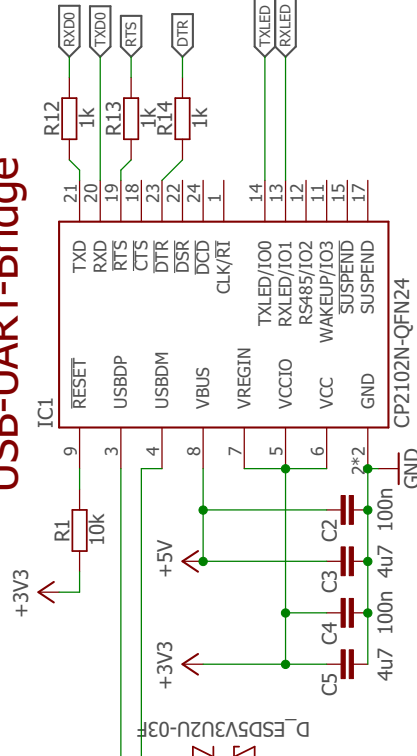 USB-UART-Bridge
RXD0
TXD0
RTS
DTR
TXLED
RXLED
R12
1k
R13
1k
R14
1k
21
20
19
18
23
22
24
1
14
13
12
11
15
17
TXD
RXD
RTS
CTS
DTR
DSR
DCD
CLK/RI
TXLED/IO0
RXLED/IO1
RS485/IO2
WAKEUP/IO3
SUSPEND
SUSPEND
IC1
CP2102N-QFN24
RESET
USBDP
USBDM
VBUS
VREGIN
VCCIO
VCC
GND
9
3
4
8
7
5
6
2*2
GND
R1
10k
+3V3
+5V
+3V3
C2
100n
C3
4u7
C4
100n
C5
4u7
D_ESD5V3U2U-03F